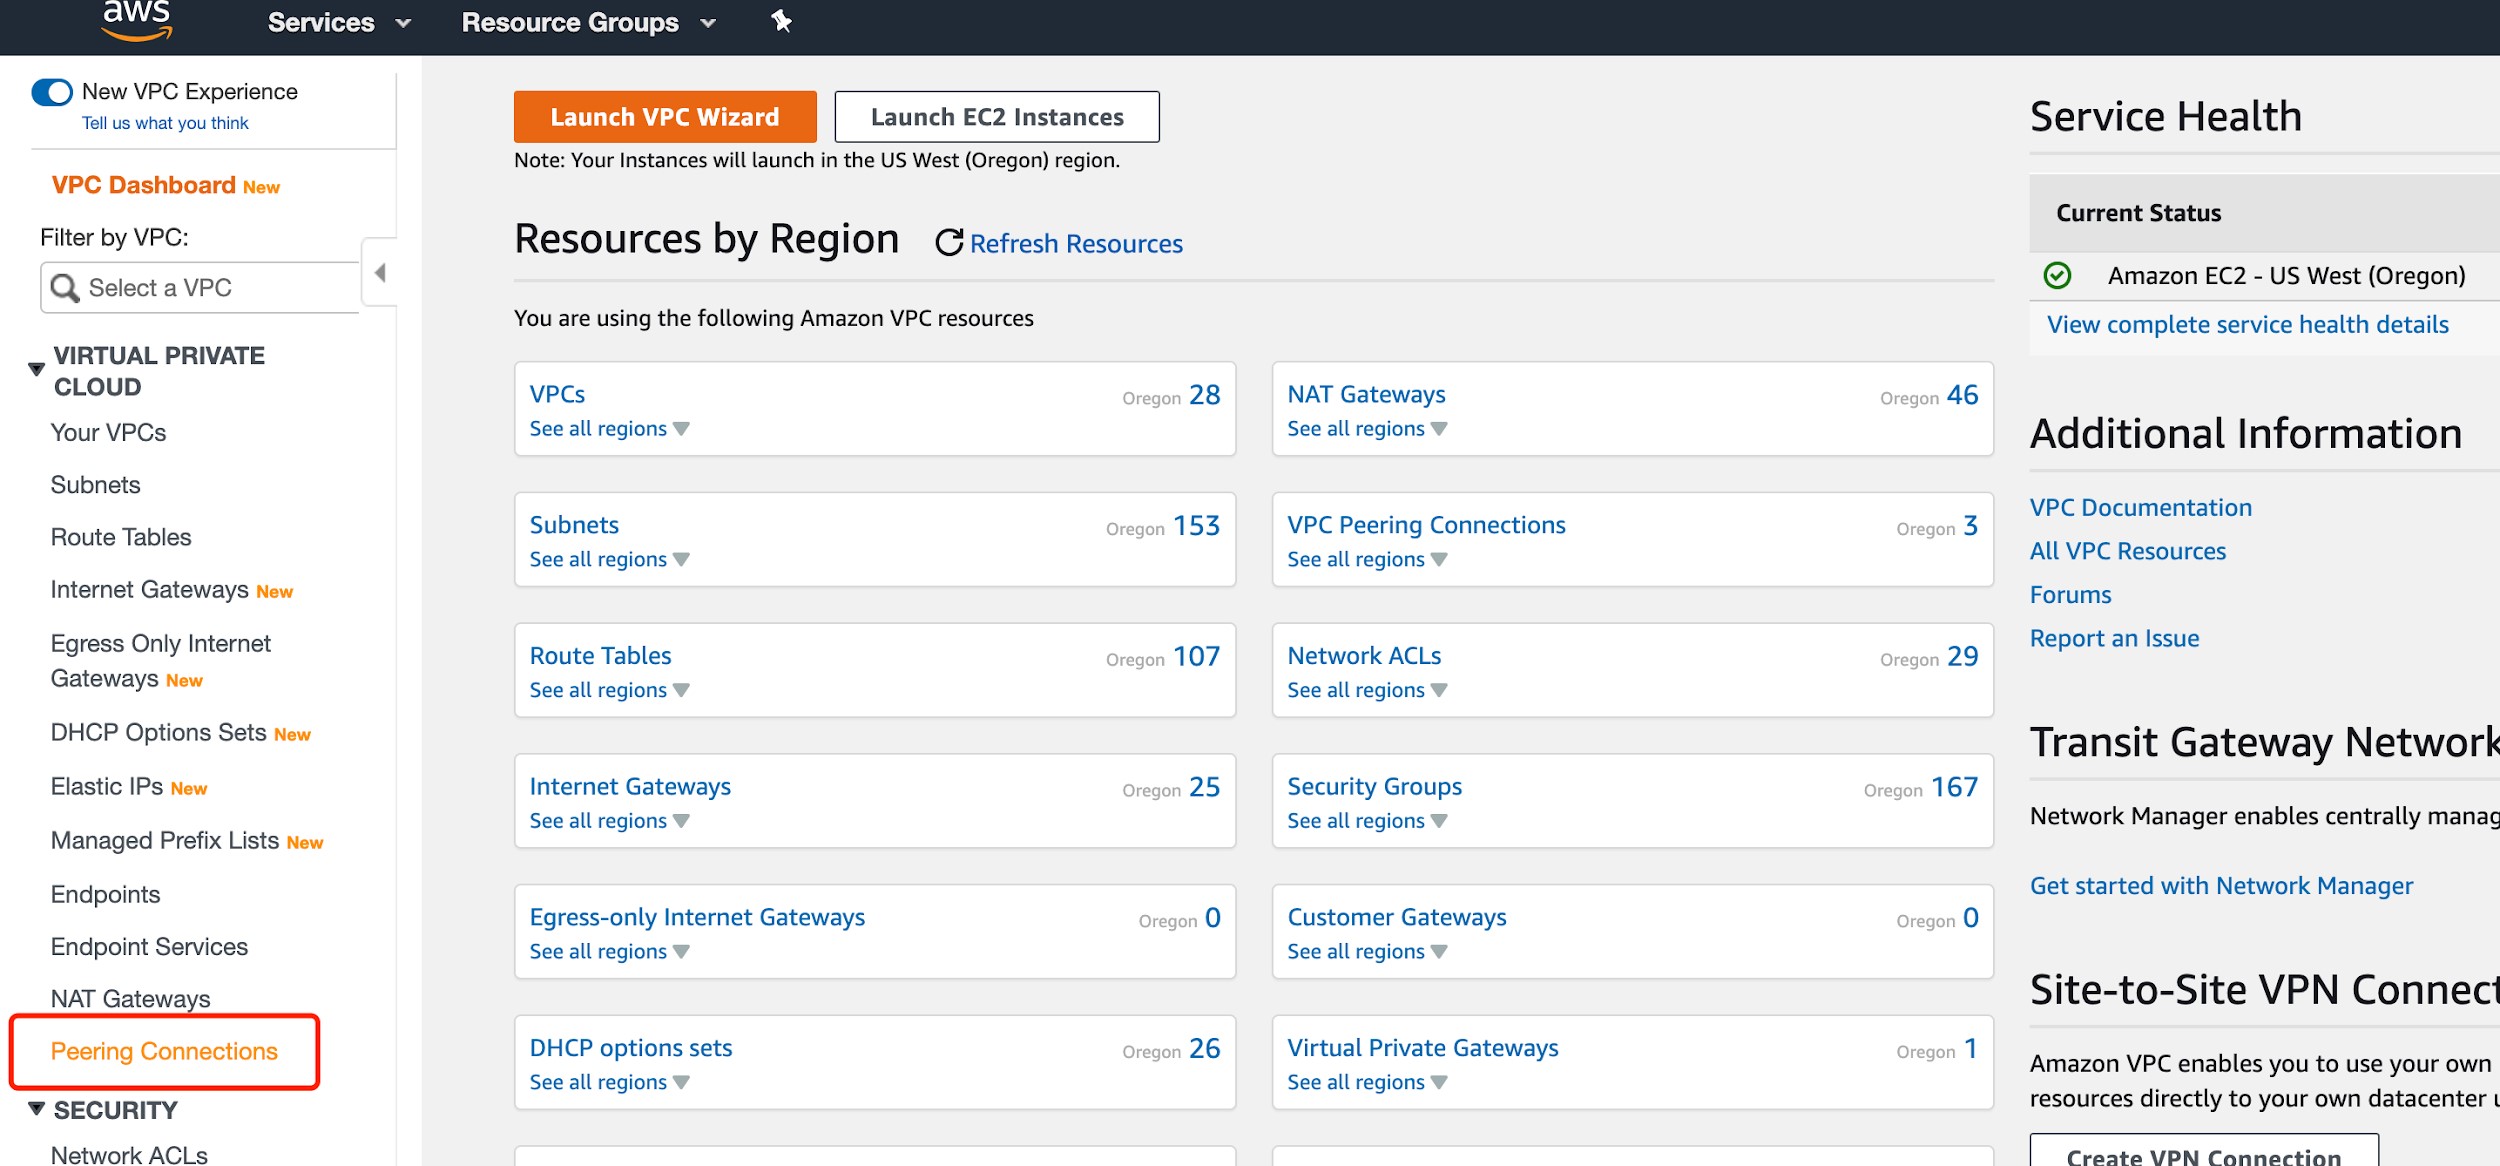 aws
Services
Resource Groups
New VPC Experience
Tell us what you think
VPC Dashboard New
Filter by VPC:
Select a VPC
VIRTUAL PRIVATE
CLOUD
Your VPCs
Subnets
Route Tables
Internet Gateways New
Egress Only Internet
Gateways New
DHCP Options Sets New
Elastic IPs New
Managed Prefix Lists New
Endpoints
Endpoint Services
NAT Gateways
Peering Connections
SECURITY
Network ACLs
Launch VPC Wizard
Launch EC2 Instances
Note: Your Instances will launch in the US West (Oregon) region.
Resources by Region
Refresh Resources
You are using the following Amazon VPC resources
VPCs Oregon 28
See all regions
NAT Gateways Oregon 46
See all regions
Subnets Oregon 153
See all regions
VPC Peering Connections Oregon 3
See all regions
Route Tables Oregon 107
See all regions
Network ACLs Oregon 29
See all regions
Internet Gateways Oregon 25
See all regions
Security Groups Oregon 167
See all regions
Egress-only Internet Gateways Oregon 0
See all regions
Customer Gateways Oregon 0
See all regions
DHCP options sets Oregon 26
See all regions
Virtual Private Gateways Oregon 1
See all regions
Service Health
Current Status
Amazon EC2 - US West (Oregon)
View complete service health details
Additional Information
VPC Documentation
All VPC Resources
Forums
Report an Issue
Transit Gateway Network
Network Manager enables centrally manag
Get started with Network Manager
Site-to-Site VPN Connect
Amazon VPC enables you to use your own
resources directly to your own datacenter u
Create VPN Connection